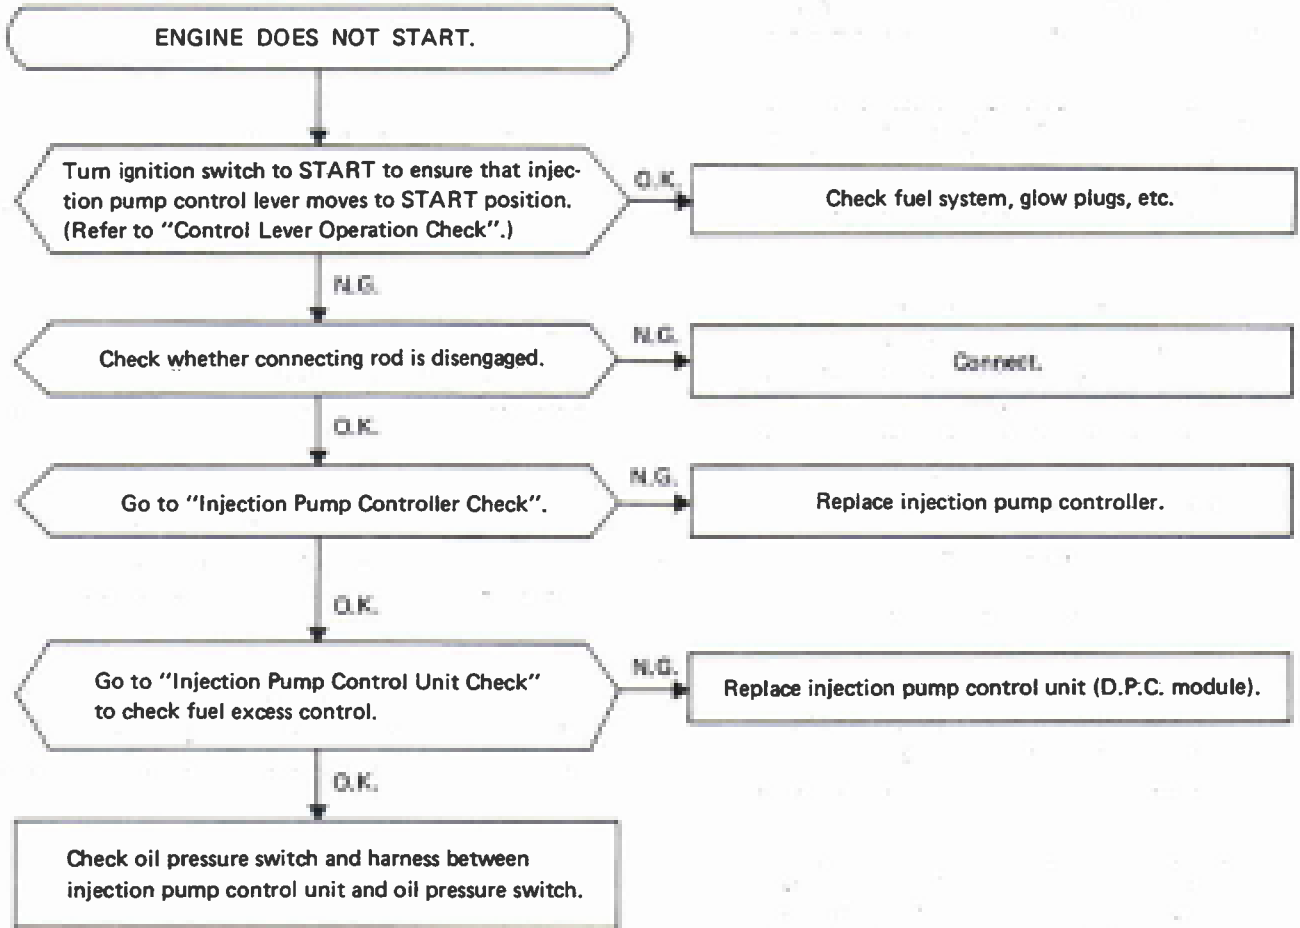 ENGINE DOES NOT START.
Turn ignition switch to START to ensure that injec-
tion pump control lever moves to START position.
(Refer to "Control Lever Operation Check".)
O.K.
Check fuel system, glow plugs, etc.
N.G.
Check whether connecting rod is disengaged.
N.G.
Connect.
O.K.
Go to "Injection Pump Controller Check".
N.G.
Replace injection pump controller.
O.K.
Go to "Injection Pump Control Unit Check"
to check fuel excess control.
N.G.
Replace injection pump control unit (D.P.C. module).
O.K.
Check oil pressure switch and harness between
injection pump control unit and oil pressure switch.